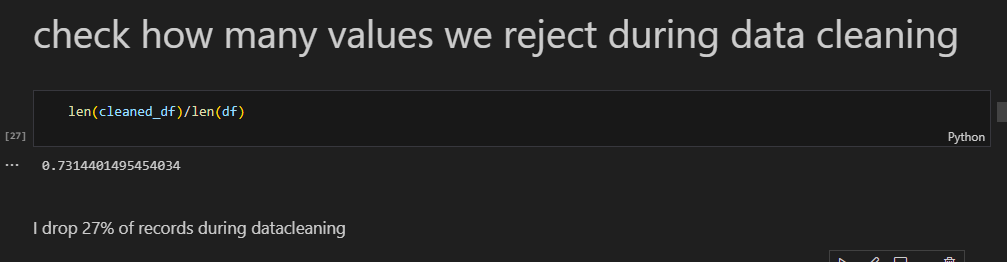 check how many values we reject during data cleaning
len(cleaned_df)/len(df)
[27]
Python
... 0.7314401495454034
I drop 27% of records during datacleaning